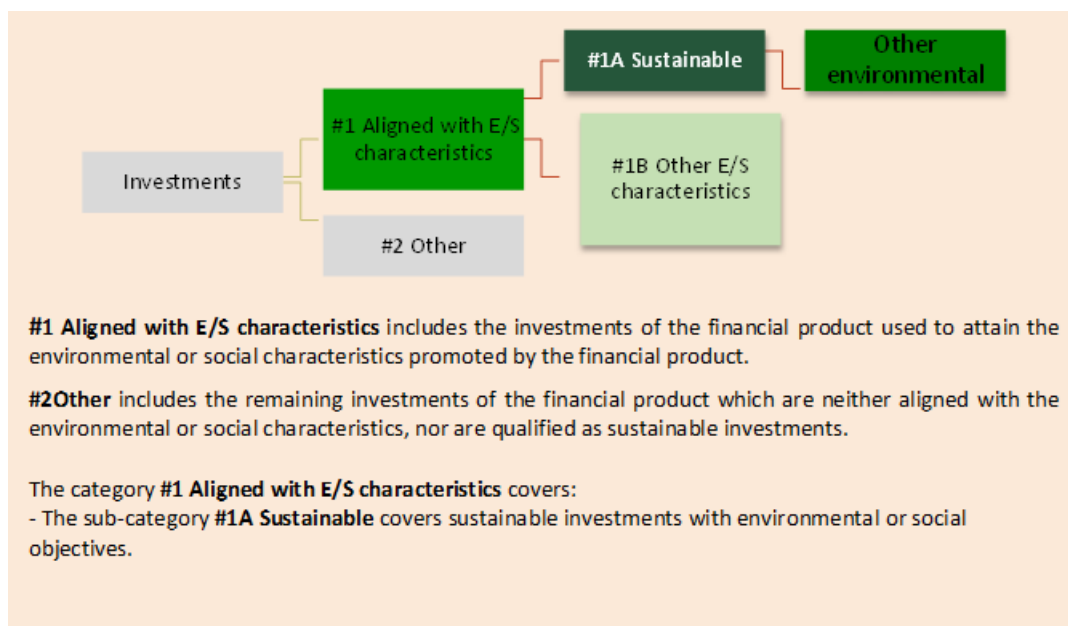 Other
environmental
#1A Sustainable
#1 Aligned with E/S
characteristics
#1B Other E/S
characteristics
Investments
#2 Other
#1 Aligned with E/S characteristics includes the investments of the financial product used to attain the
environmental or social characteristics promoted by the financial product.
#2Other includes the remaining investments of the financial product which are neither aligned with the
environmental or social characteristics, nor are qualified as sustainable investments.
The category #1 Aligned with E/S characteristics covers:
- The sub-category #1A Sustainable covers sustainable investments with environmental or social
objectives.